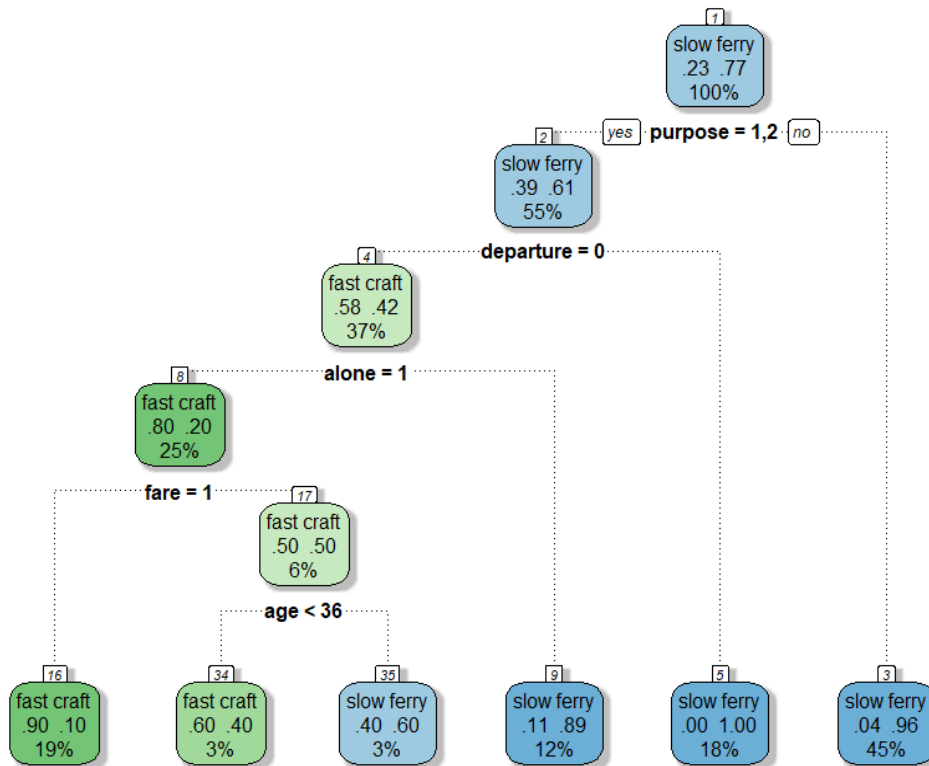 1
slow ferry
.23 .77
100%
yes purpose = 1,2 no
2
slow ferry
.39 .61
55%
departure = 0
4
fast craft
.58 .42
37%
alone = 1
8
fast craft
.80 .20
25%
fare = 1
17
fast craft
.50 .50
6%
age < 36
16
fast craft
.90 .10
19%
34
fast craft
.60 .40
3%
35
slow ferry
.40 .60
3%
9
slow ferry
.11 .89
12%
5
slow ferry
.00 1.00
18%
3
slow ferry
.04 .96
45%